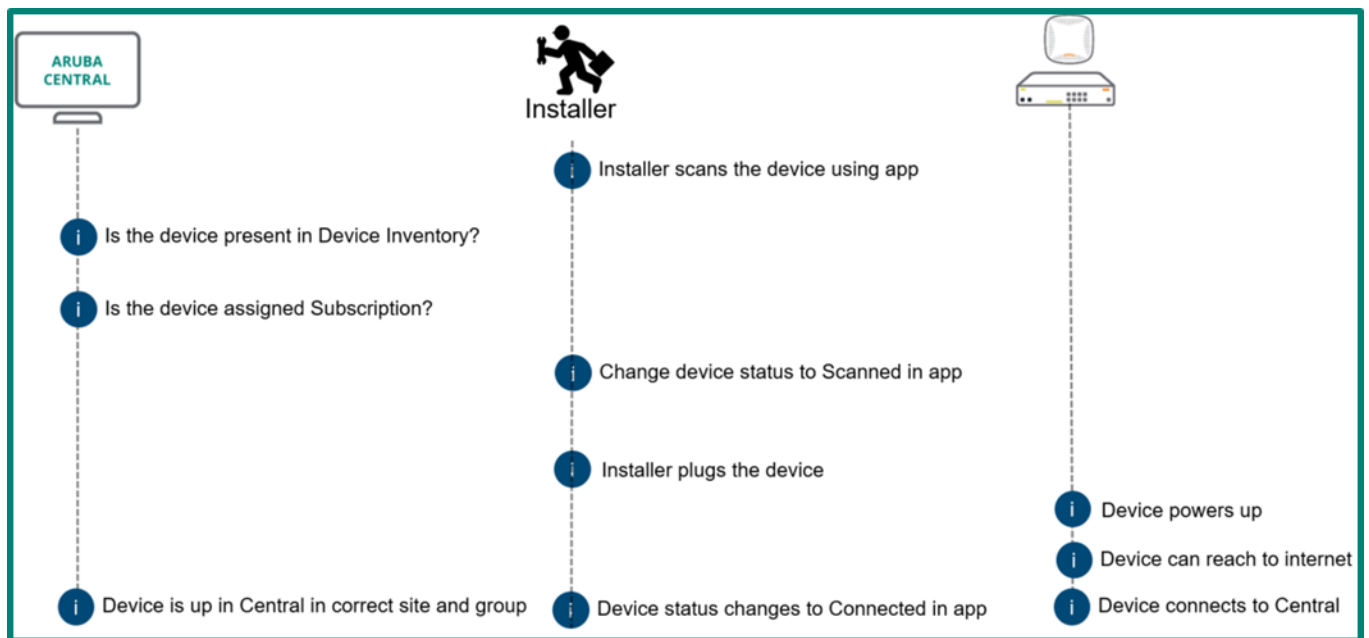 ARUBA
CENTRAL
Installer
Installer scans the device using app
Is the device present in Device Inventory?
Is the device assigned Subscription?
Change device status to Scanned in app
Installer plugs the device
Device powers up
Device can reach to internet
Device is up in Central in correct site and group
Device status changes to Connected in app
Device connects to Central